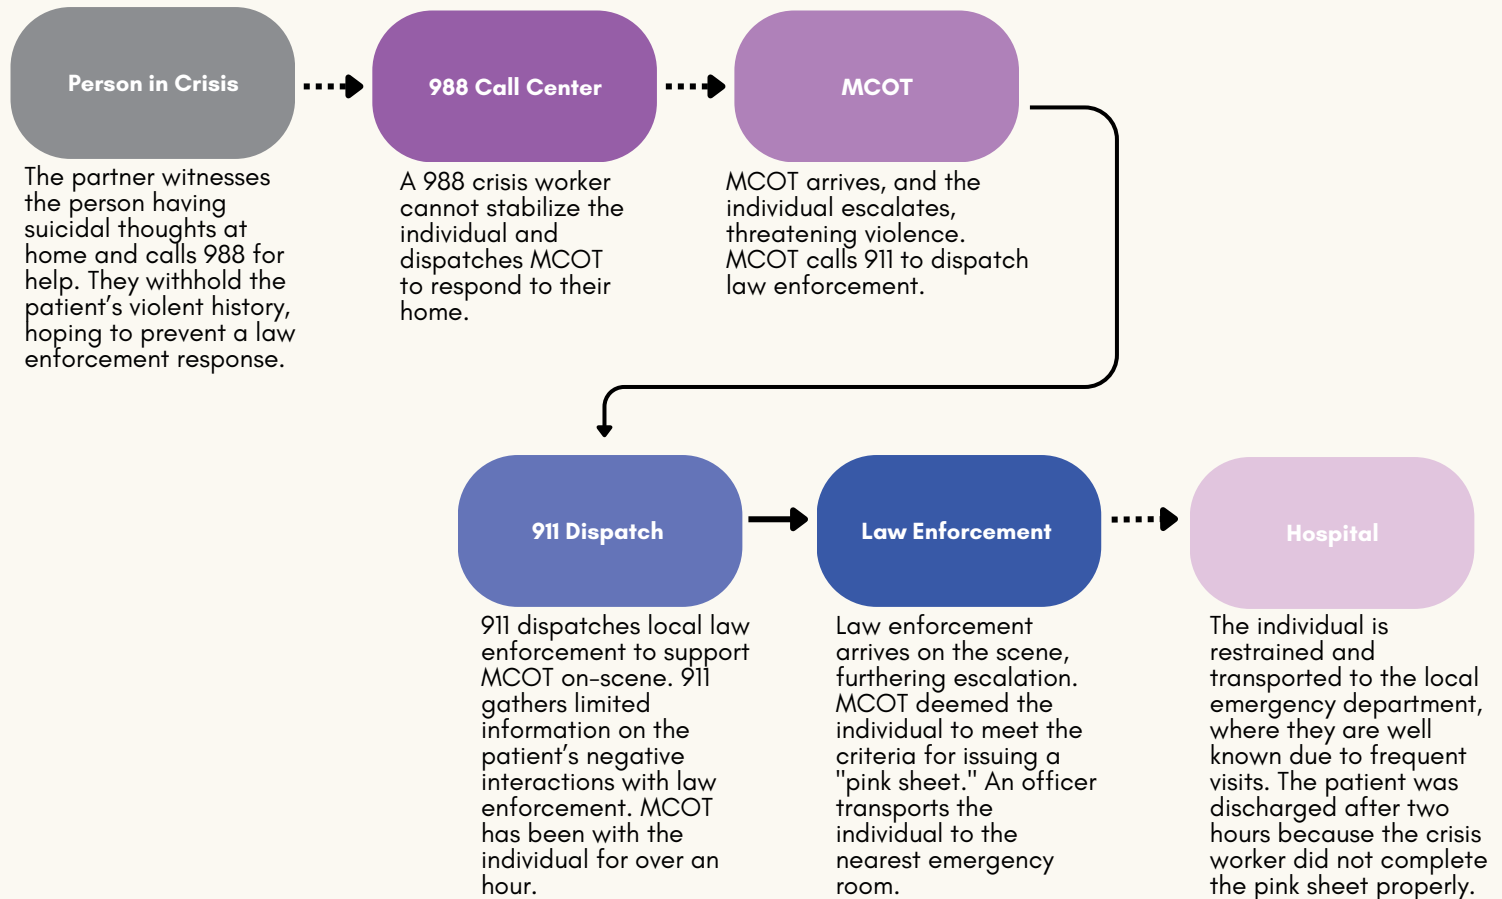 Person in Crisis
The partner witnesses
the person having
suicidal thoughts at
home and calls 988 for
help. They withhold the
patient’s violent history,
hoping to prevent a law
enforcement response.
988 Call Center
A 988 crisis worker
cannot stabilize the
individual and
dispatches MCOT
to respond to their
home.
MCOT
MCOT arrives, and the
individual escalates,
threatening violence.
MCOT calls 911 to dispatch
law enforcement.
911 Dispatch
911 dispatches local law
enforcement to support
MCOT on-scene. 911
gathers limited
information on the
patient’s negative
interactions with law
enforcement. MCOT
has been with the
individual for over an
hour.
Law Enforcement
Law enforcement
arrives on the scene,
furthering escalation.
MCOT deemed the
individual to meet the
criteria for issuing a
"pink sheet." An officer
transports the
individual to the
nearest emergency
room.
Hospital
The individual is
restrained and
transported to the local
emergency department,
where they are well
known due to frequent
visits. The patient was
discharged after two
hours because the crisis
worker did not complete
the pink sheet properly.